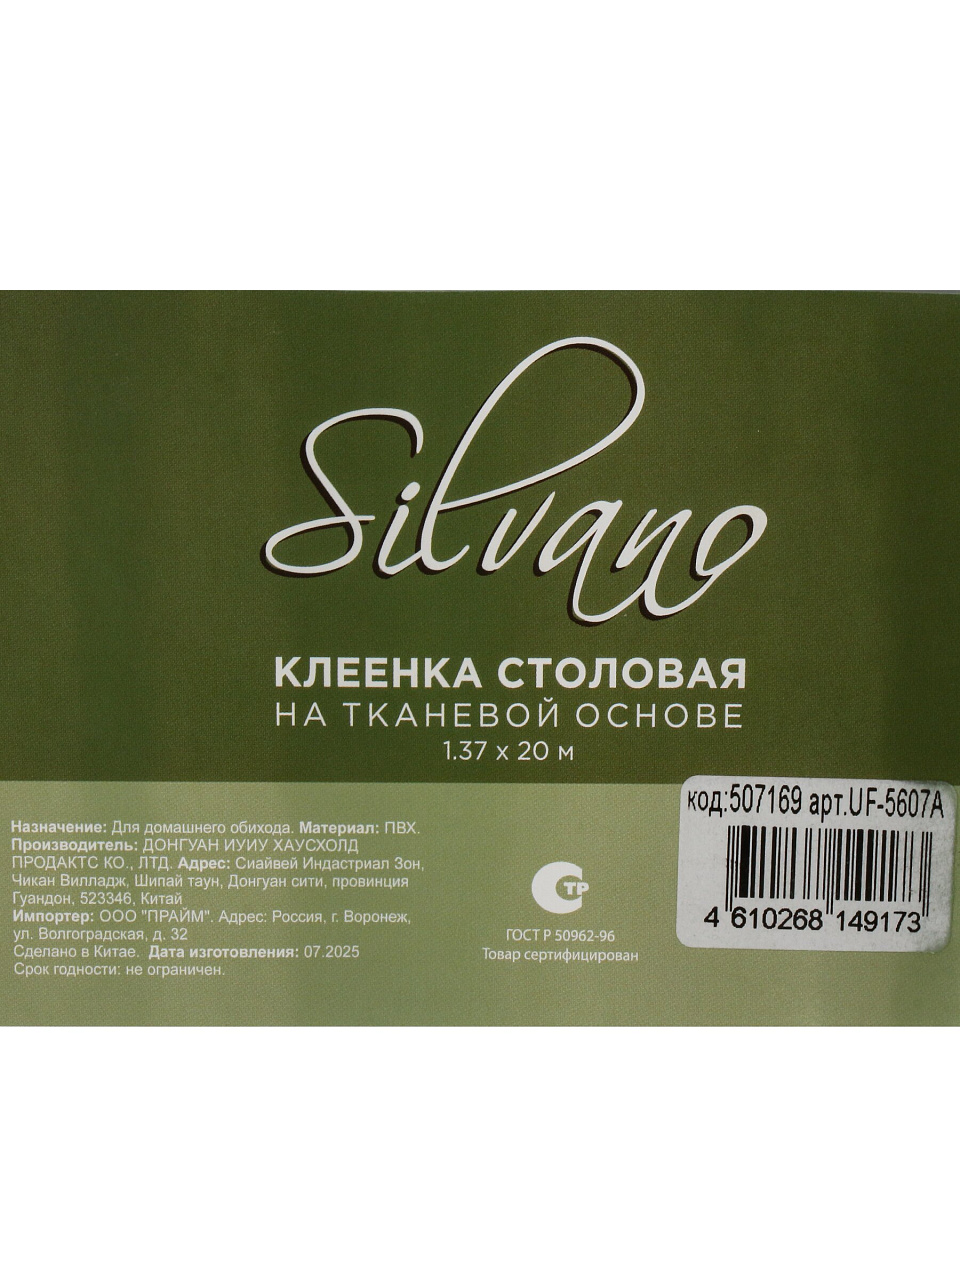 Silvano
КЛЕЕНКА СТОЛОВАЯ
НА ТКАНЕВОЙ ОСНОВЕ
1.37 х 20 м
Назначение: Для домашнего обихода. Материал: ПВХ.
Производитель: ДОНГУАН ИУИУ ХАУСХОЛД
ПРОДАКТС КО., ЛТД. Адрес: Сиайвей Индастриал Зон,
Чикан Вилладж, Шипай таун, Донгуан сити, провинция
Гуандон, 523346, Китай
Импортер: ООО "ПРАЙМ". Адрес: Россия, г. Воронеж,
ул. Волгоградская, д. 32
Сделано в Китае. Дата изготовления: 07.2025
Срок годности: не ограничен.
СТР
ГОСТ Р 50962-96
Товар сертифицирован
код:507169 арт.UF-5607A
4 610268 149173